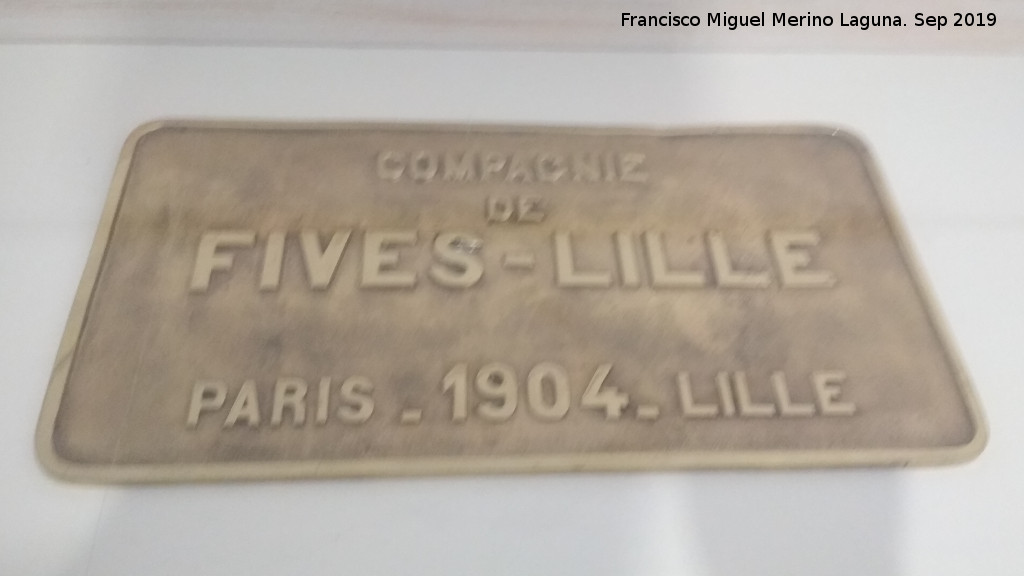 Francisco Miguel Merino Laguna. Sep 2019
COMPAGNIE
DE
FIVES-LILLE
PARIS - 1904 - LILLE